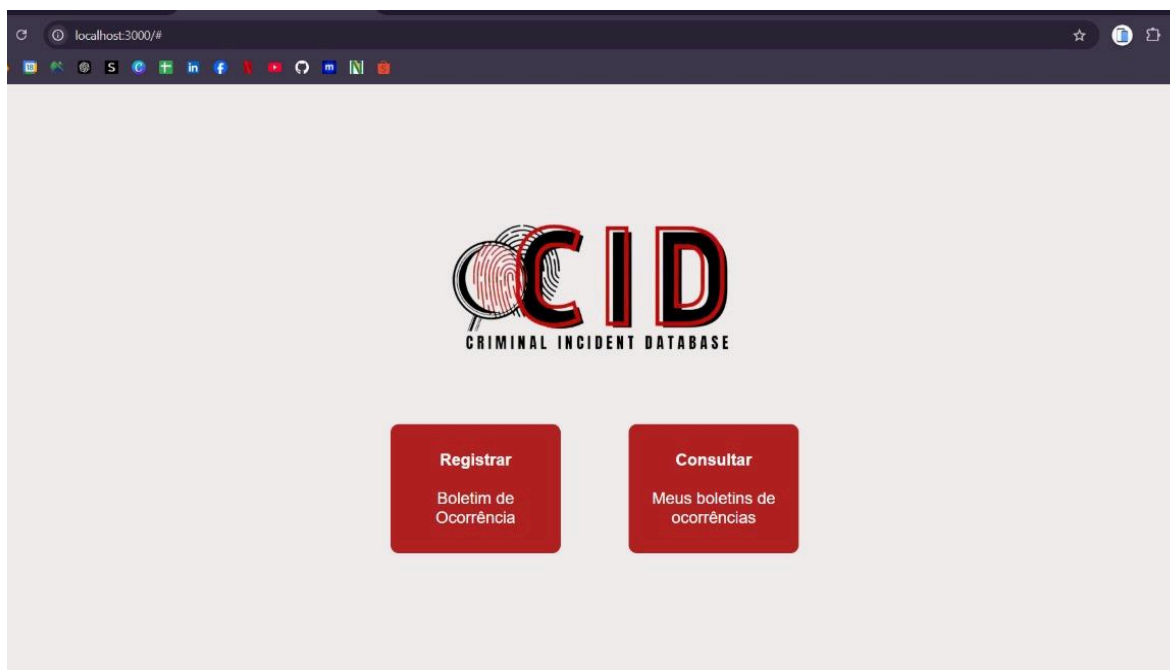 localhost:3000/#
CID
CRIMINAL INCIDENT DATABASE
Registrar
Boletim de
Ocorrência
Consultar
Meus boletins de
ocorrências